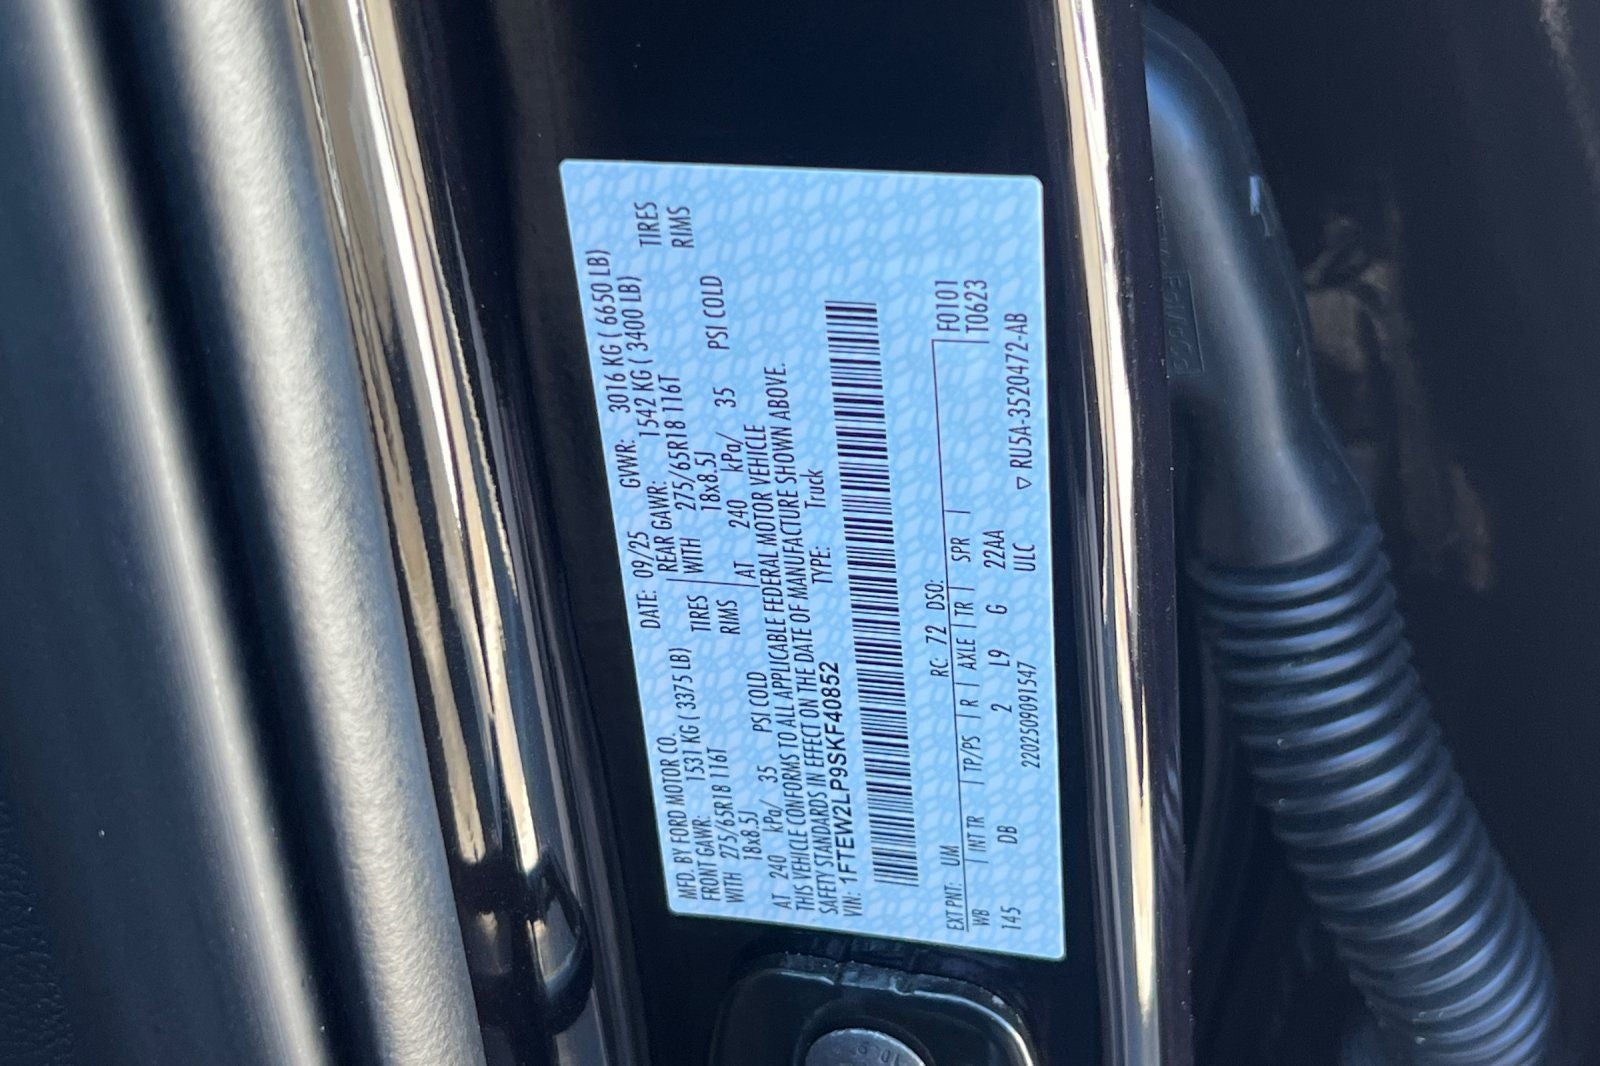 MFD. BY FORD MOTOR CO.
DATE: 09/25 GVWR: 3016 KG ( 6650 LB)
FRONT GAWR: 1531 KG ( 3375 LB) REAR GAWR: 1542 KG ( 3400 LB)
WITH 275/65R18 116T TIRES WITH 275/65R18 116T TIRES
18x8.5J RIMS 18x8.5J RIMS
AT 240 kPa/ 35 PSI COLD AT 240 kPa/ 35 PSI COLD
THIS VEHICLE CONFORMS TO ALL APPLICABLE FEDERAL MOTOR VEHICLE
SAFETY STANDARDS IN EFFECT ON THE DATE OF MANUFACTURE SHOWN ABOVE.
VIN: 1FTEW2LP9SKF40852 TYPE: Truck
EXT PNT: UM RC: 72 DSO: F0101
WB INT TR TP/PS R AXLE TR SPR T0623
145 DB 2 L9 G 22AA
2202509091547 ULC ▽ RU5A-3520472-AB